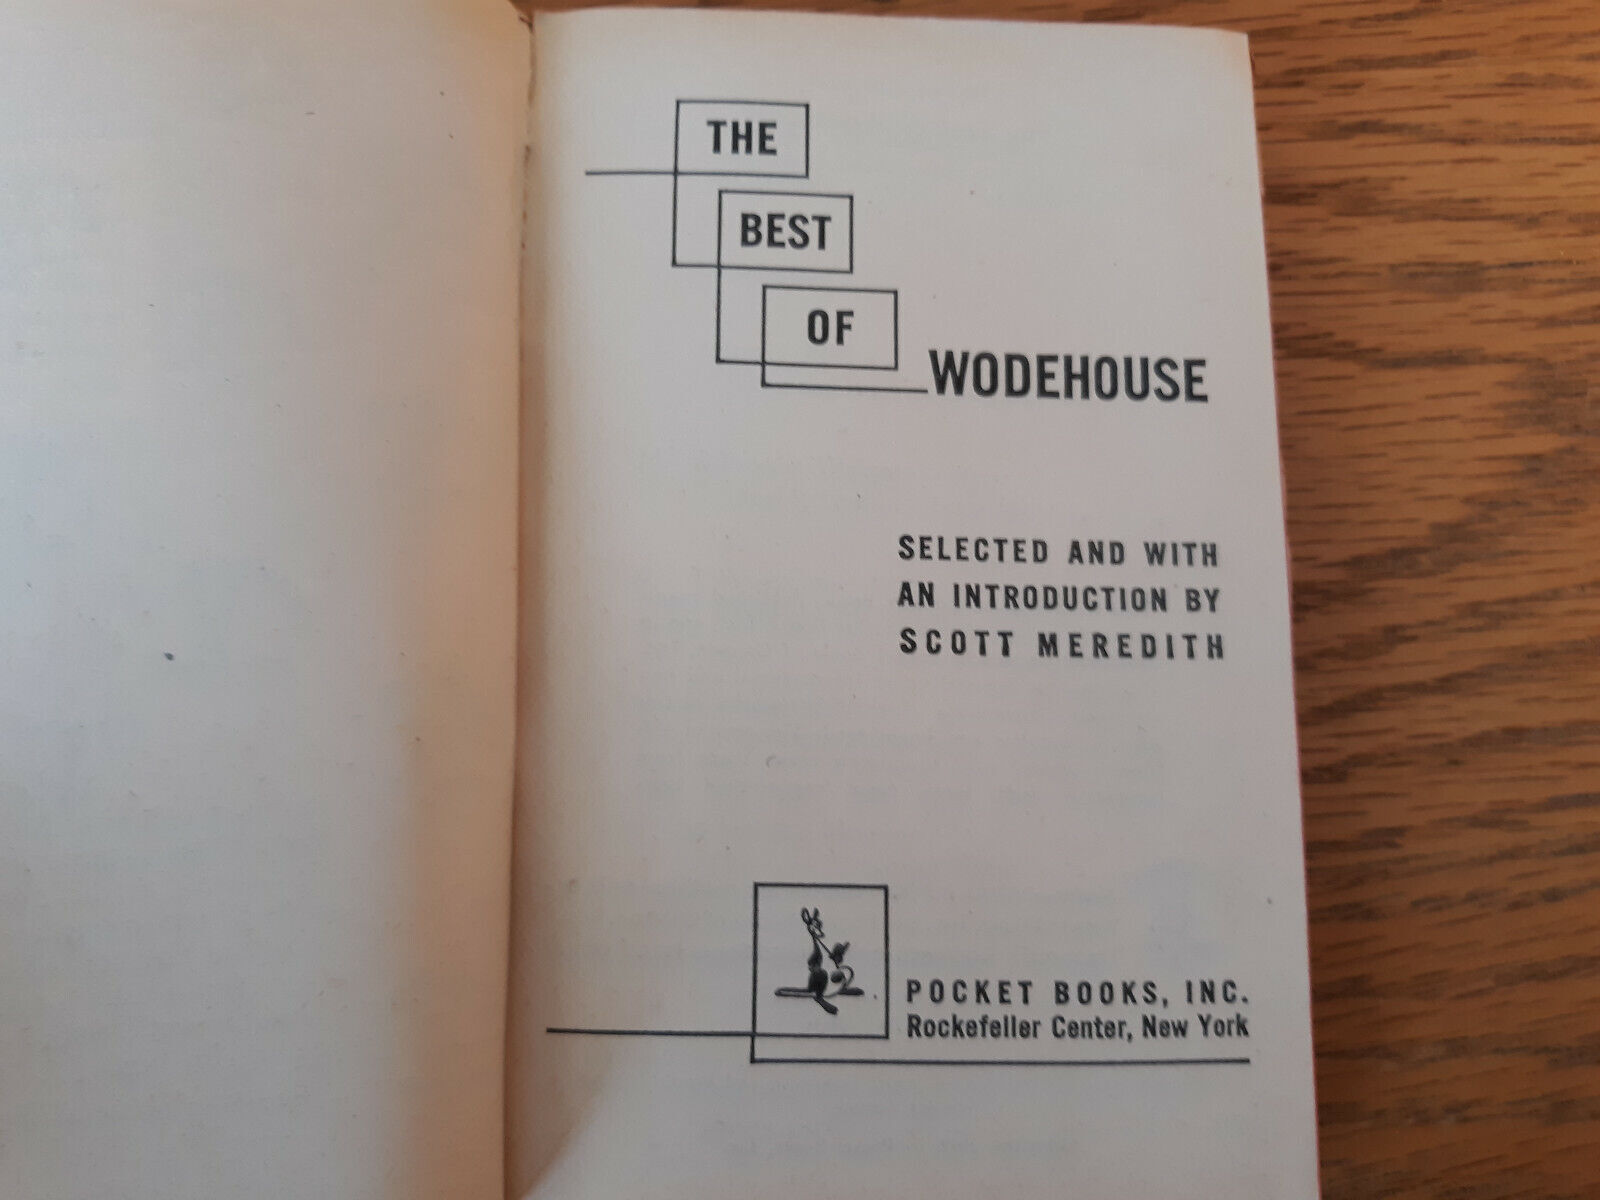 THE
BEST
OF
WODEHOUSE
SELECTED AND WITH
AN INTRODUCTION BY
SCOTT MEREDITH
POCKET BOOKS, INC.
Rockefeller Center, New York